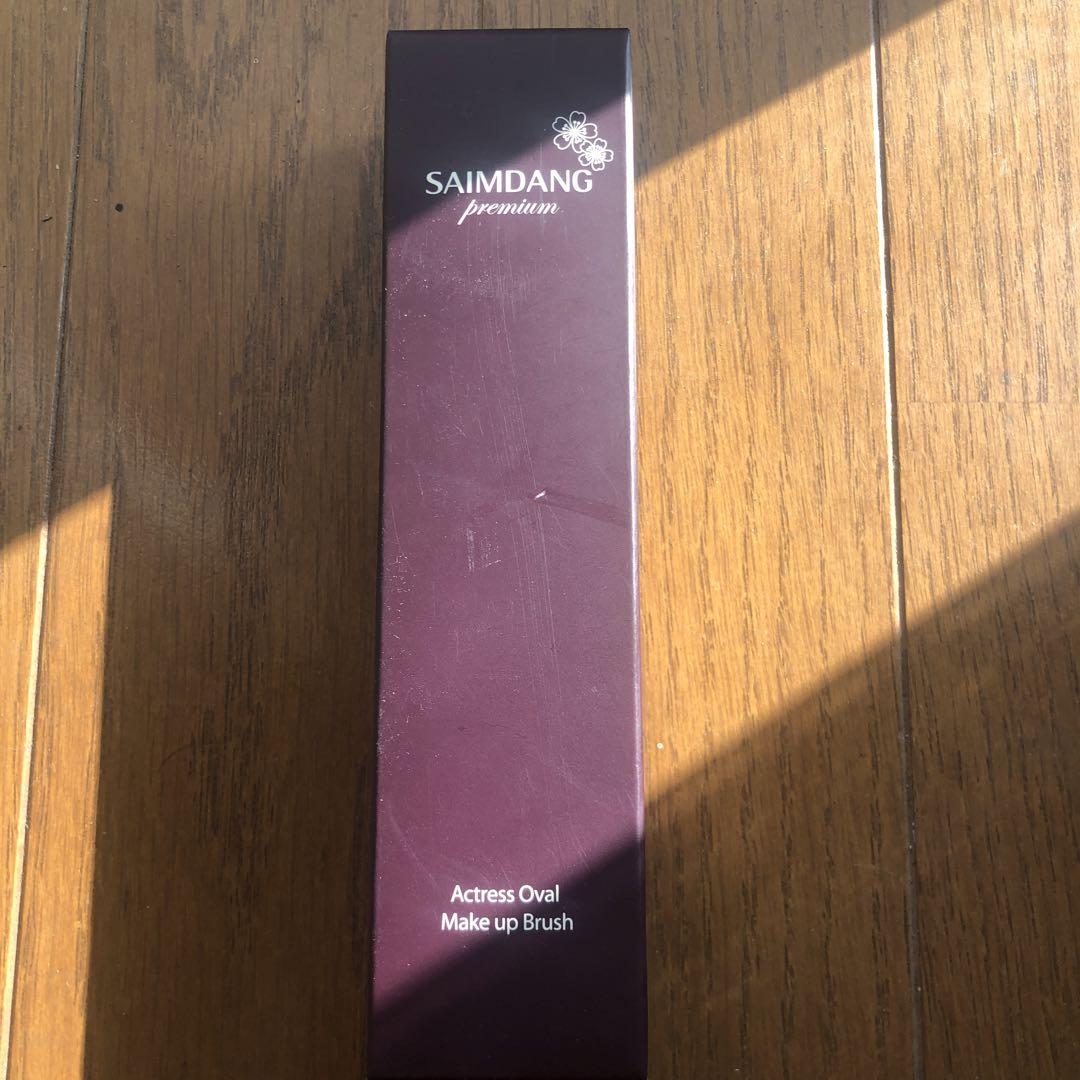 SAIMDANG
premium
Actress Oval
Make up Brush